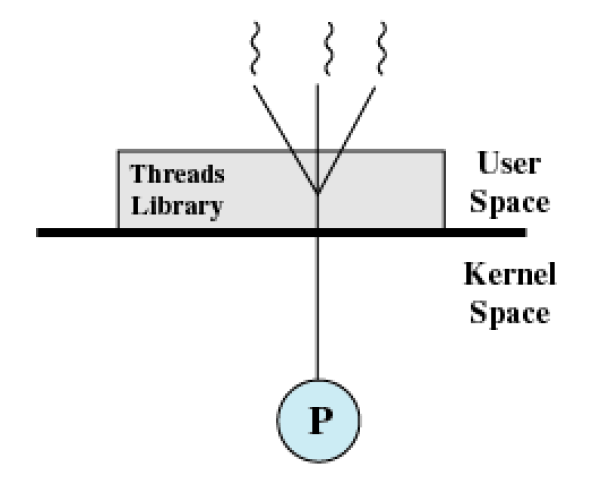 Threads
Library
User
Space
Kernel
Space
P